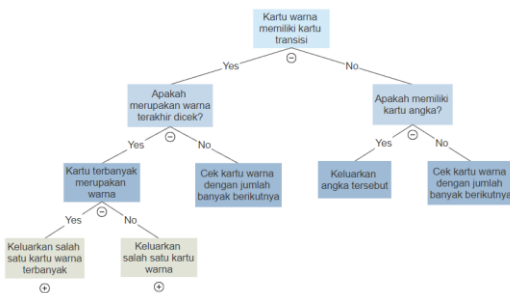 Kartu warna
memiliki kartu
transisi
Yes
No
Apakah
merupakan warna
terakhir dicek?
Apakah memiliki
kartu angka?
Yes
No
Yes
No
Kartu terbanyak
merupakan
warna
Cek kartu warna
dengan jumlah
banyak berikutnya
Keluarkan
angka tersebut
Cek kartu warna
dengan jumlah
banyak berikutnya
Yes
No
Keluarkan salah
satu kartu warna
terbanyak
Keluarkan
salah satu kartu
warna